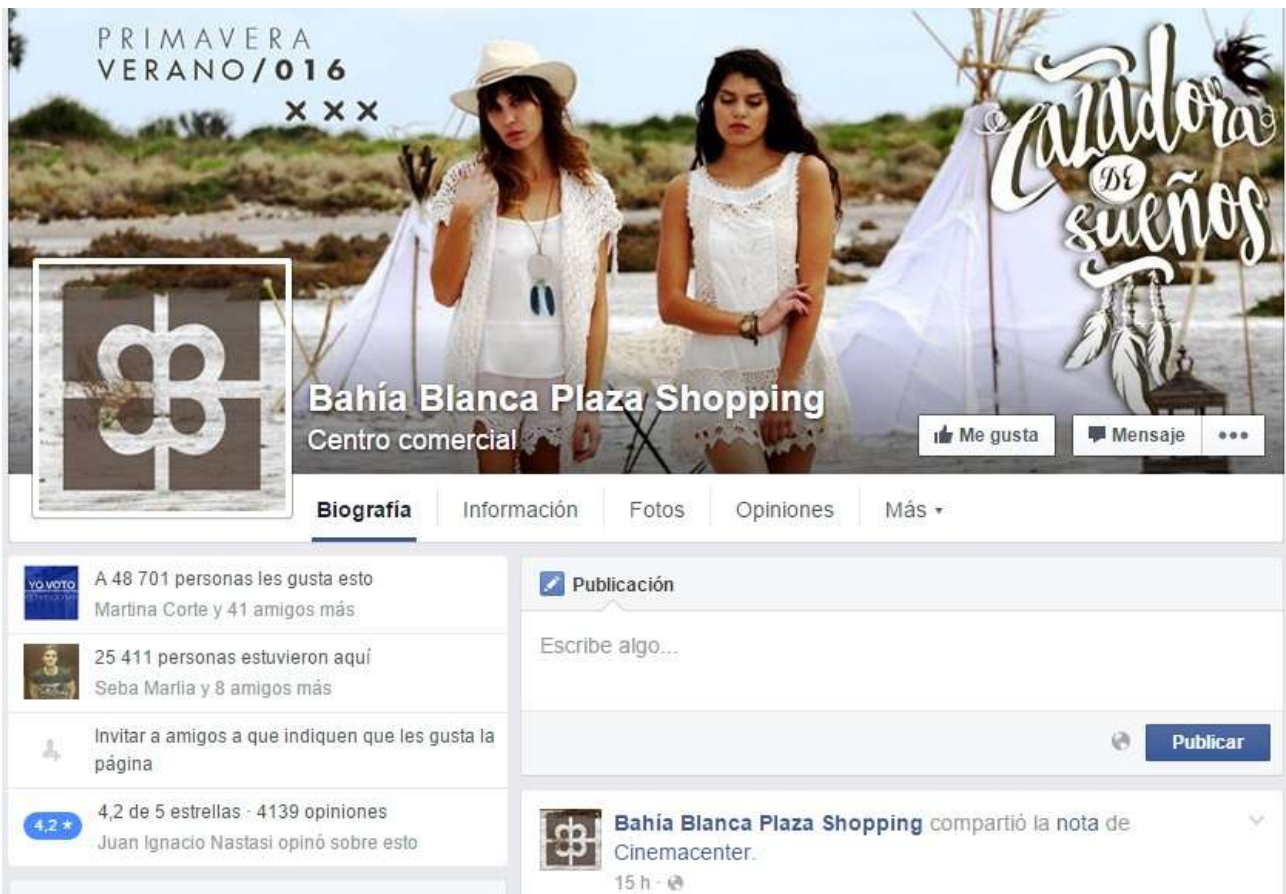 PRIMAVERA
VERANO/016
XXX
Cazadora
DE
sueños
Bahía Blanca Plaza Shopping
Centro comercial
Me gusta
Mensaje
Biografía
Información
Fotos
Opiniones
Más
YO VOTO
A 48 701 personas les gusta esto
Martina Corte y 41 amigos más
25 411 personas estuvieron aquí
Seba Marlia y 8 amigos más
Invitar a amigos a que indiquen que les gusta la
página
4,2
4,2 de 5 estrellas · 4139 opiniones
Juan Ignacio Nastasi opinó sobre esto
Publicación
Escribe algo...
Publicar
Bahía Blanca Plaza Shopping compartió la nota de
Cinemacenter.
15 h ·